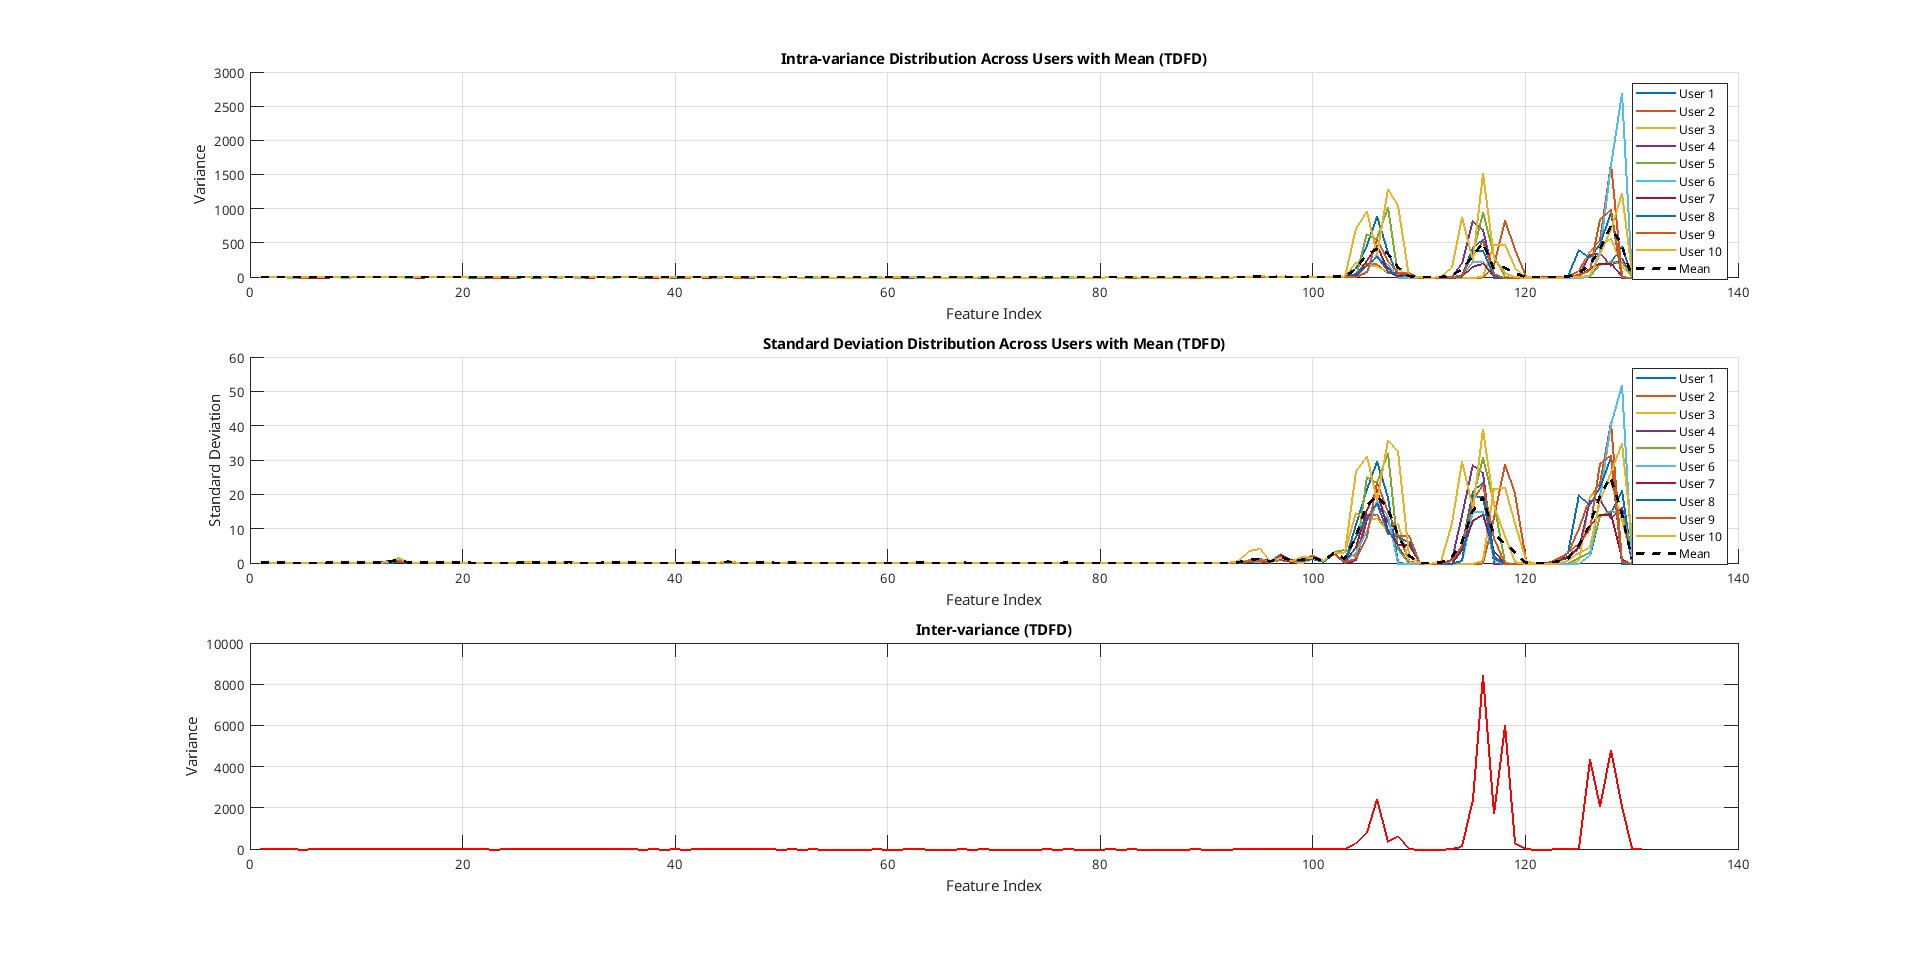 Intra-variance Distribution Across Users with Mean (TDFD)
3000
2500
2000
1500
1000
500
0
Variance
0 20 40 60 80 100 120 140
Feature Index
User 1
User 2
User 3
User 4
User 5
User 6
User 7
User 8
User 9
User 10
Mean
Standard Deviation Distribution Across Users with Mean (TDFD)
60
50
40
30
20
10
0
Standard Deviation
0 20 40 60 80 100 120 140
Feature Index
User 1
User 2
User 3
User 4
User 5
User 6
User 7
User 8
User 9
User 10
Mean
Inter-variance (TDFD)
10000
8000
6000
4000
2000
0
Variance
0 20 40 60 80 100 120 140
Feature Index